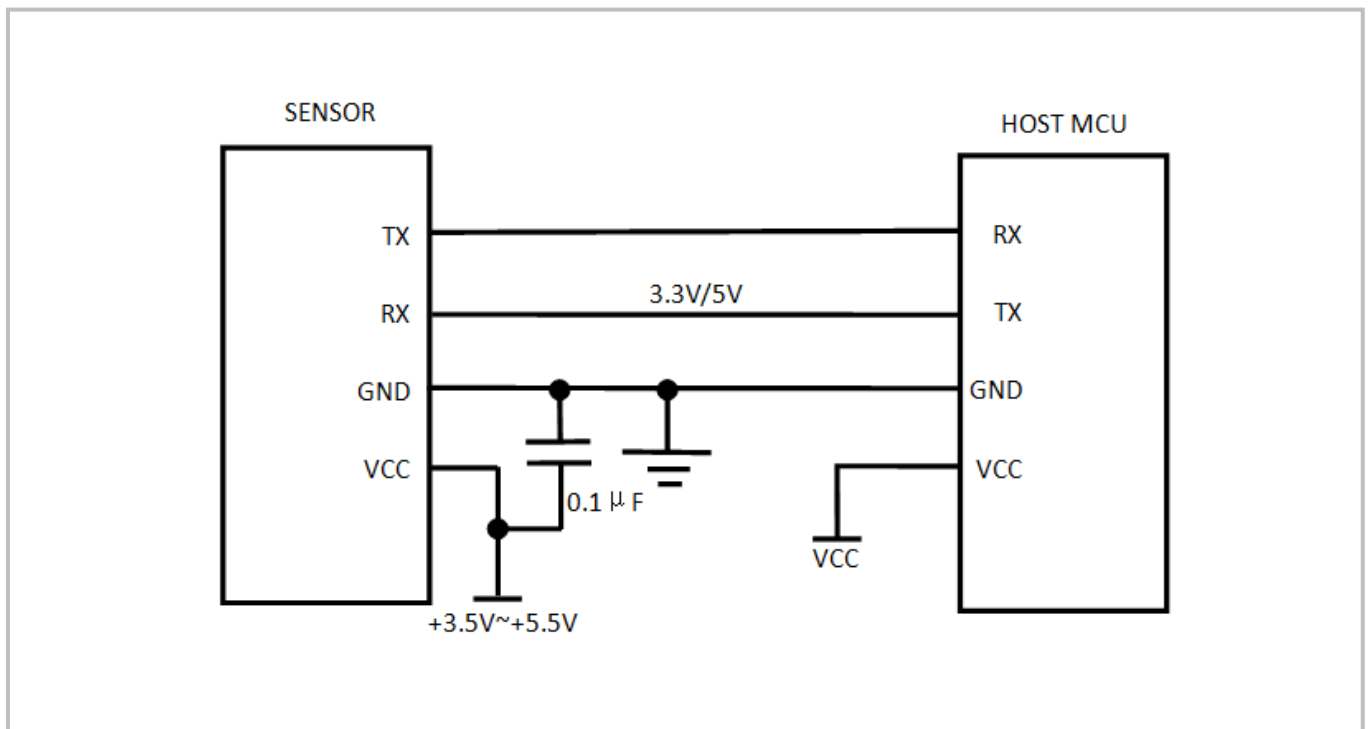 SENSOR
HOST MCU
TX
RX
3.3V/5V
RX
TX
GND
GND
VCC
VCC
0.1μF
VCC
+3.5V~+5.5V